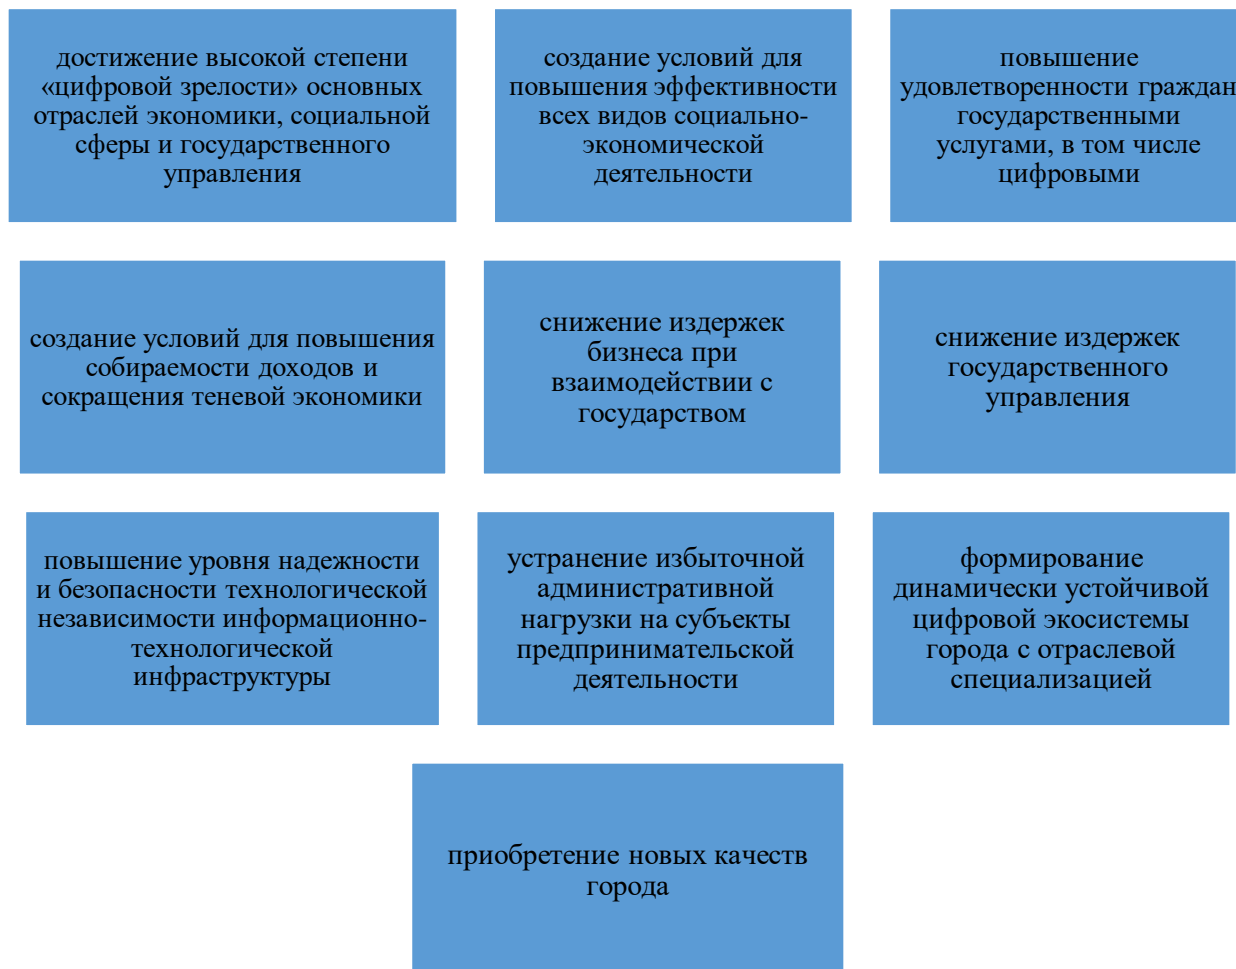 достижение высокой степени
«цифровой зрелости» основных
отраслей экономики, социальной
сферы и государственного
управления
создание условий для
повышения эффективности
всех видов социально-
экономической
деятельности
повышение
удовлетворенности граждан
государственными
услугами, в том числе
цифровыми
создание условий для повышения
собираемости доходов и
сокращения теневой экономики
снижение издержек
бизнеса при
взаимодействии с
государством
снижение издержек
государственного
управления
повышение уровня надежности
и безопасности технологической
независимости информационно-
технологической
инфраструктуры
устранение избыточной
административной
нагрузки на субъекты
предпринимательской
деятельности
формирование
динамически устойчивой
цифровой экосистемы
города с отраслевой
специализацией
приобретение новых качеств
города